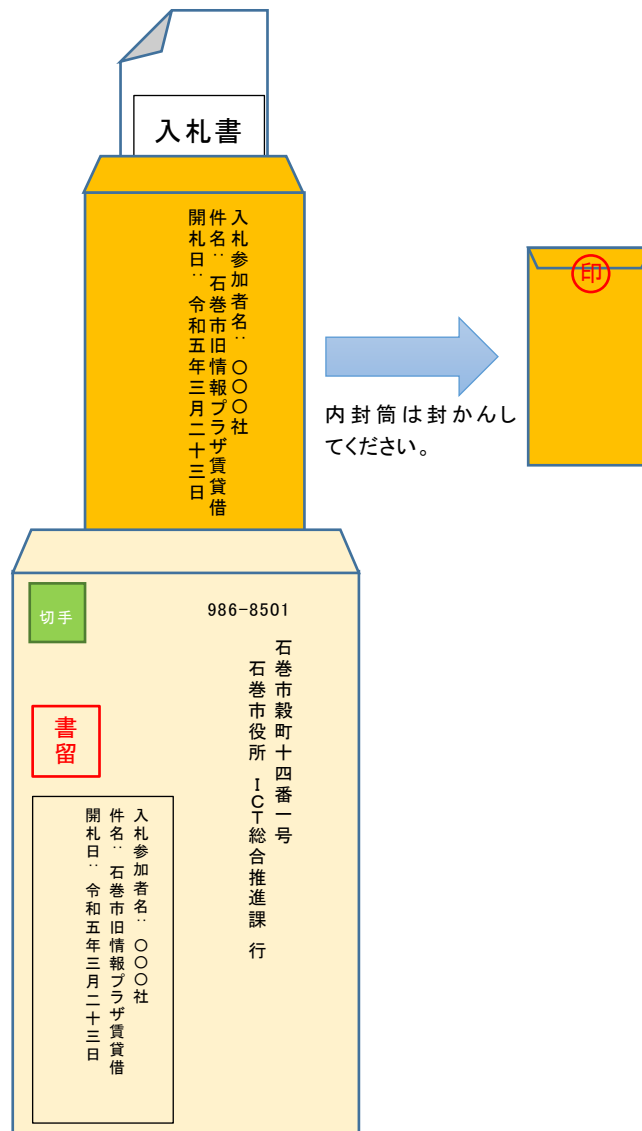 入札書
入札参加者名：　〇〇〇社
件名：　石巻市旧情報プラザ賃貸借
開札日：　令和五年三月二十三日
内封筒は封かんし
てください。
印
切手
986-8501
石巻市穀町十四番一号
石巻市役所　ＩＣＴ総合推進課　行
書留
入札参加者名：　〇〇〇社
件名：　石巻市旧情報プラザ賃貸借
開札日：　令和五年三月二十三日